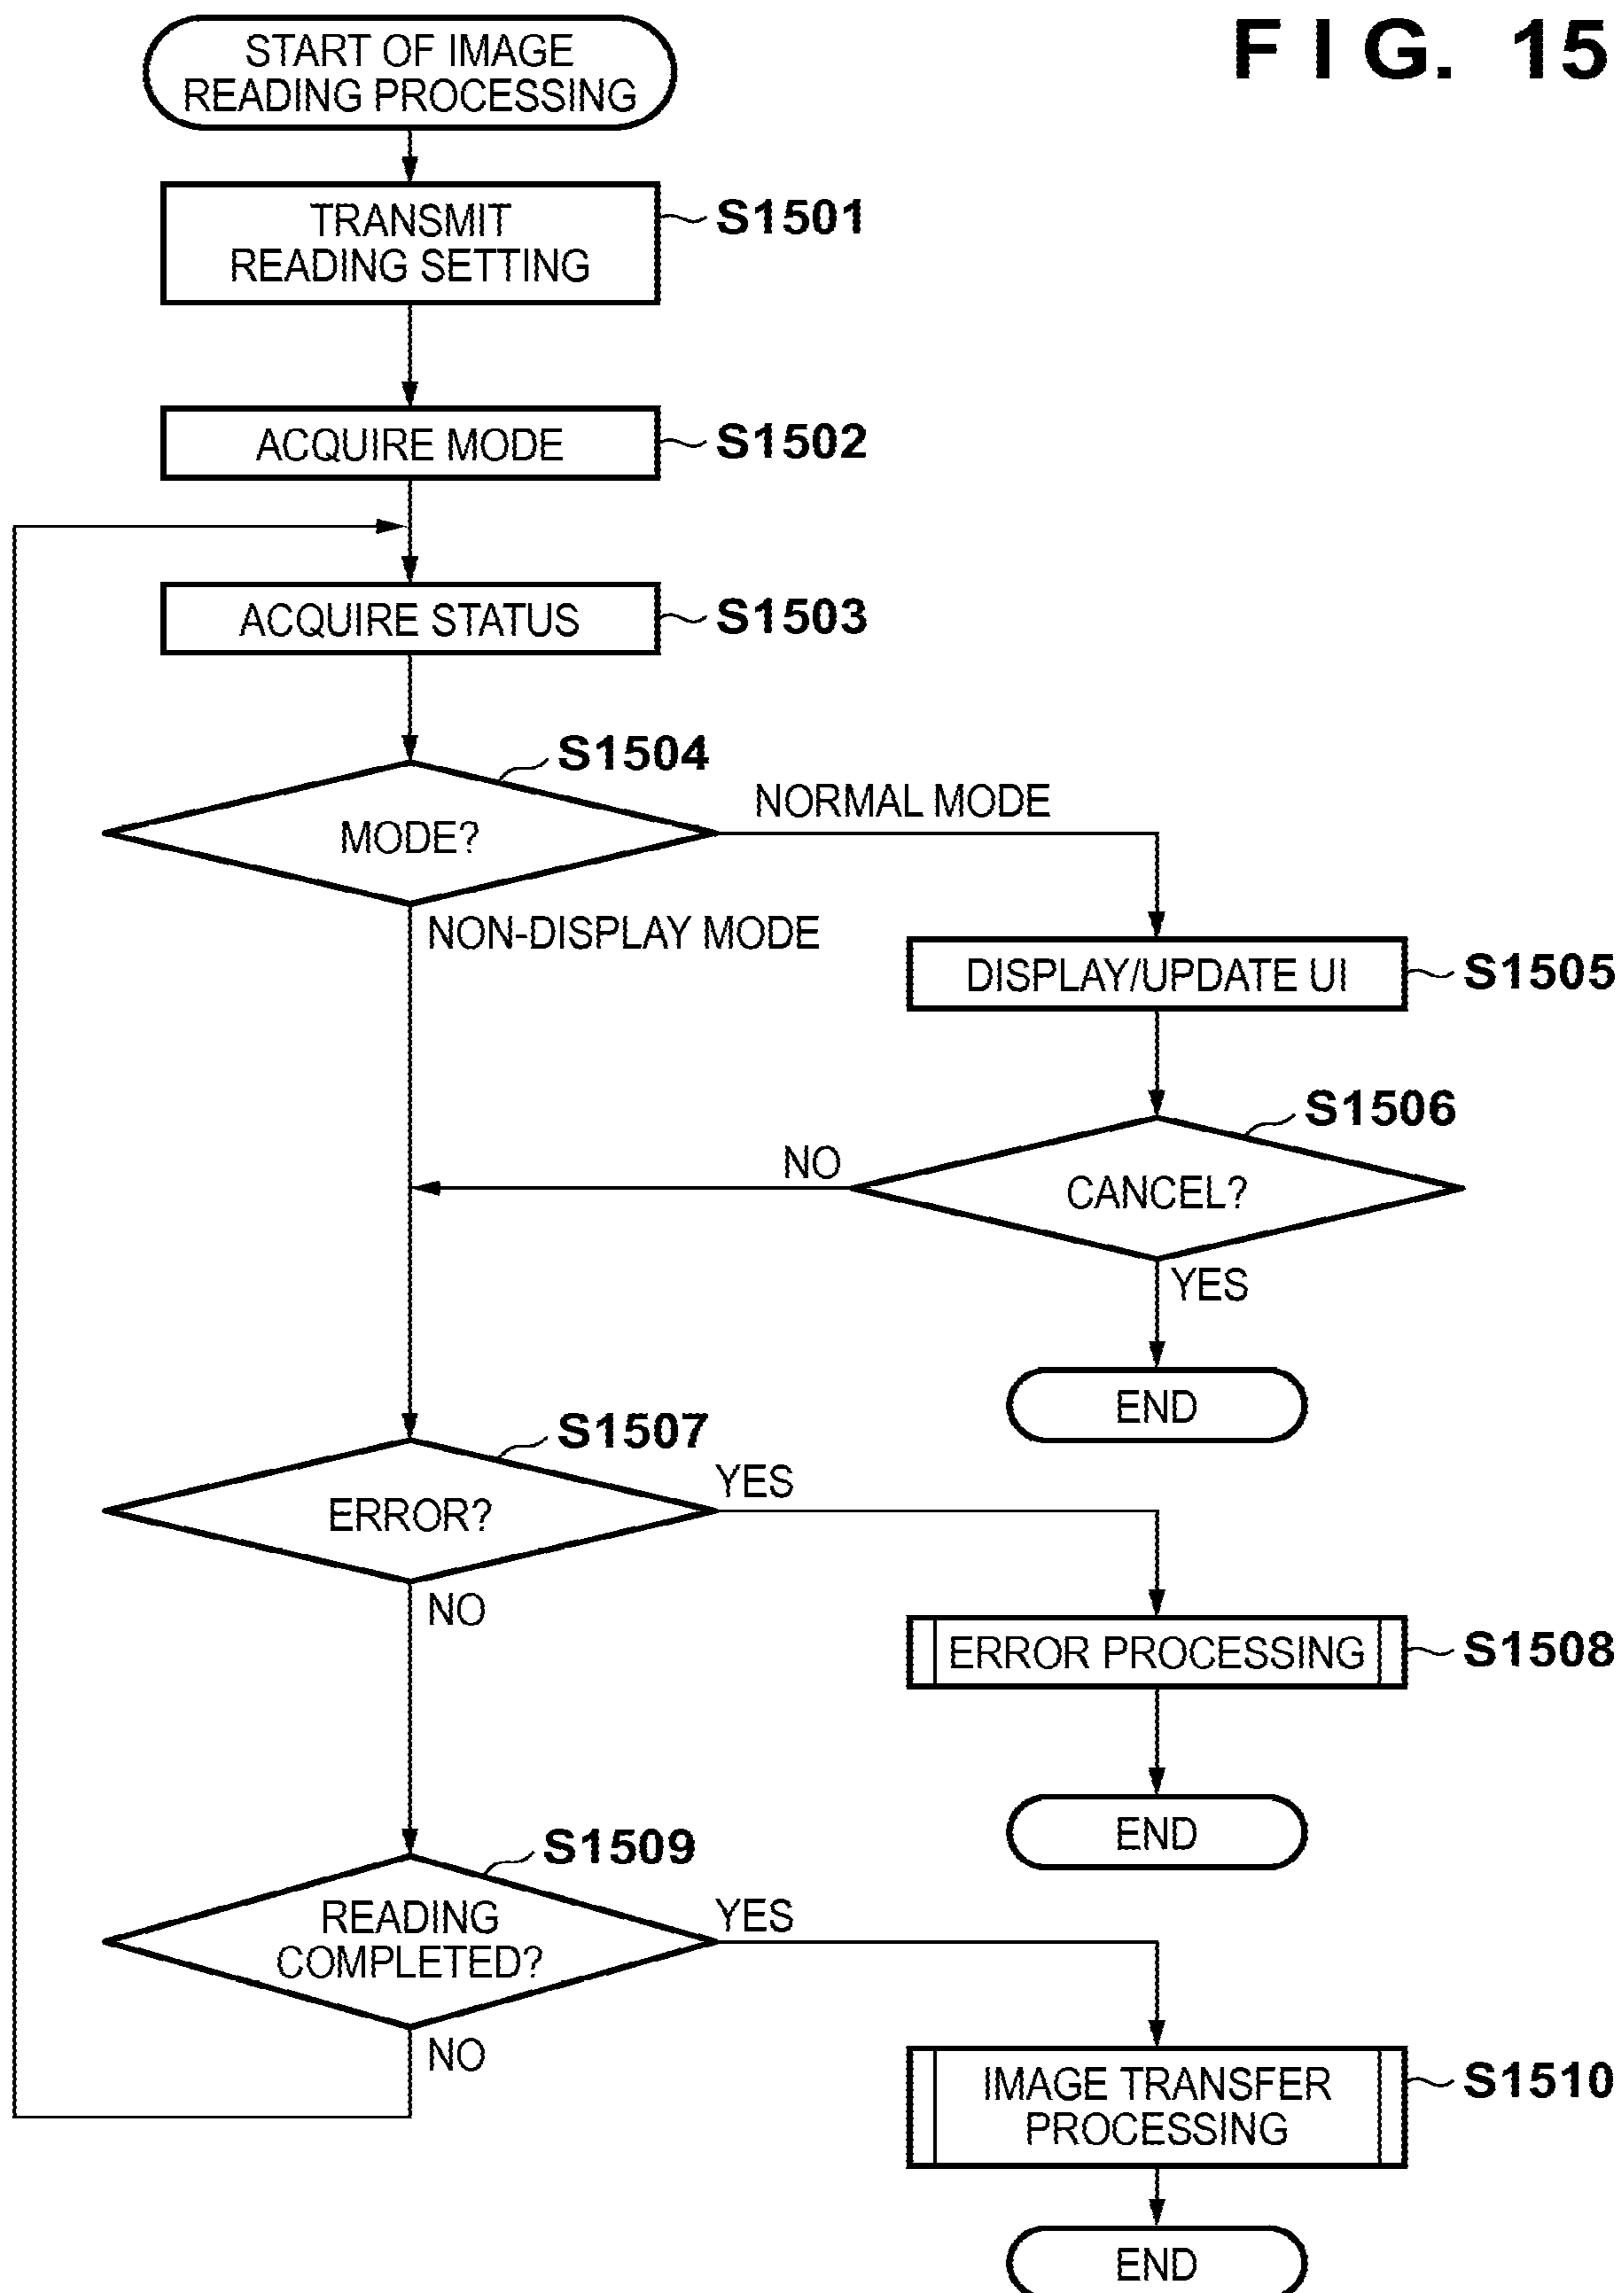 F I G. 15
START OF IMAGE
READING PROCESSING
TRANSMIT
READING SETTING
S1501
ACQUIRE MODE
S1502
ACQUIRE STATUS
S1503
S1504
MODE?
NORMAL MODE
NON-DISPLAY MODE
DISPLAY/UPDATE UI
S1505
S1506
CANCEL?
NO
YES
END
S1507
ERROR?
YES
NO
ERROR PROCESSING
S1508
END
S1509
READING
COMPLETED?
YES
NO
IMAGE TRANSFER
PROCESSING
S1510
END